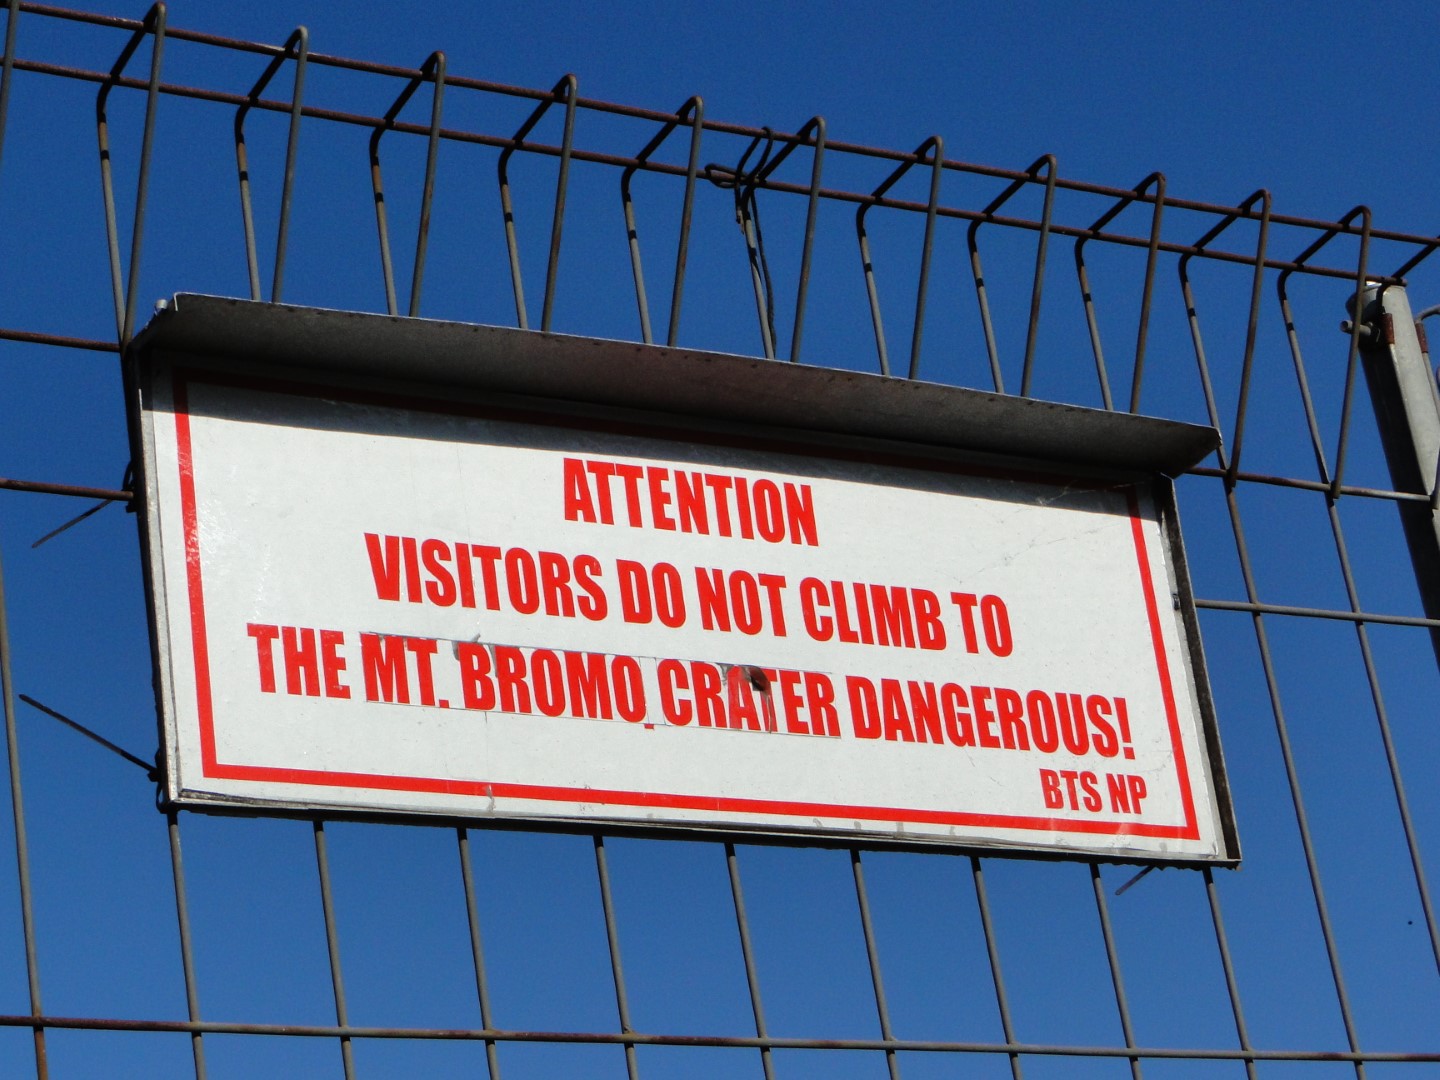 ATTENTION
VISITORS DO NOT CLIMB TO
THE MT. BROMO CRATER DANGEROUS!
BTS NP